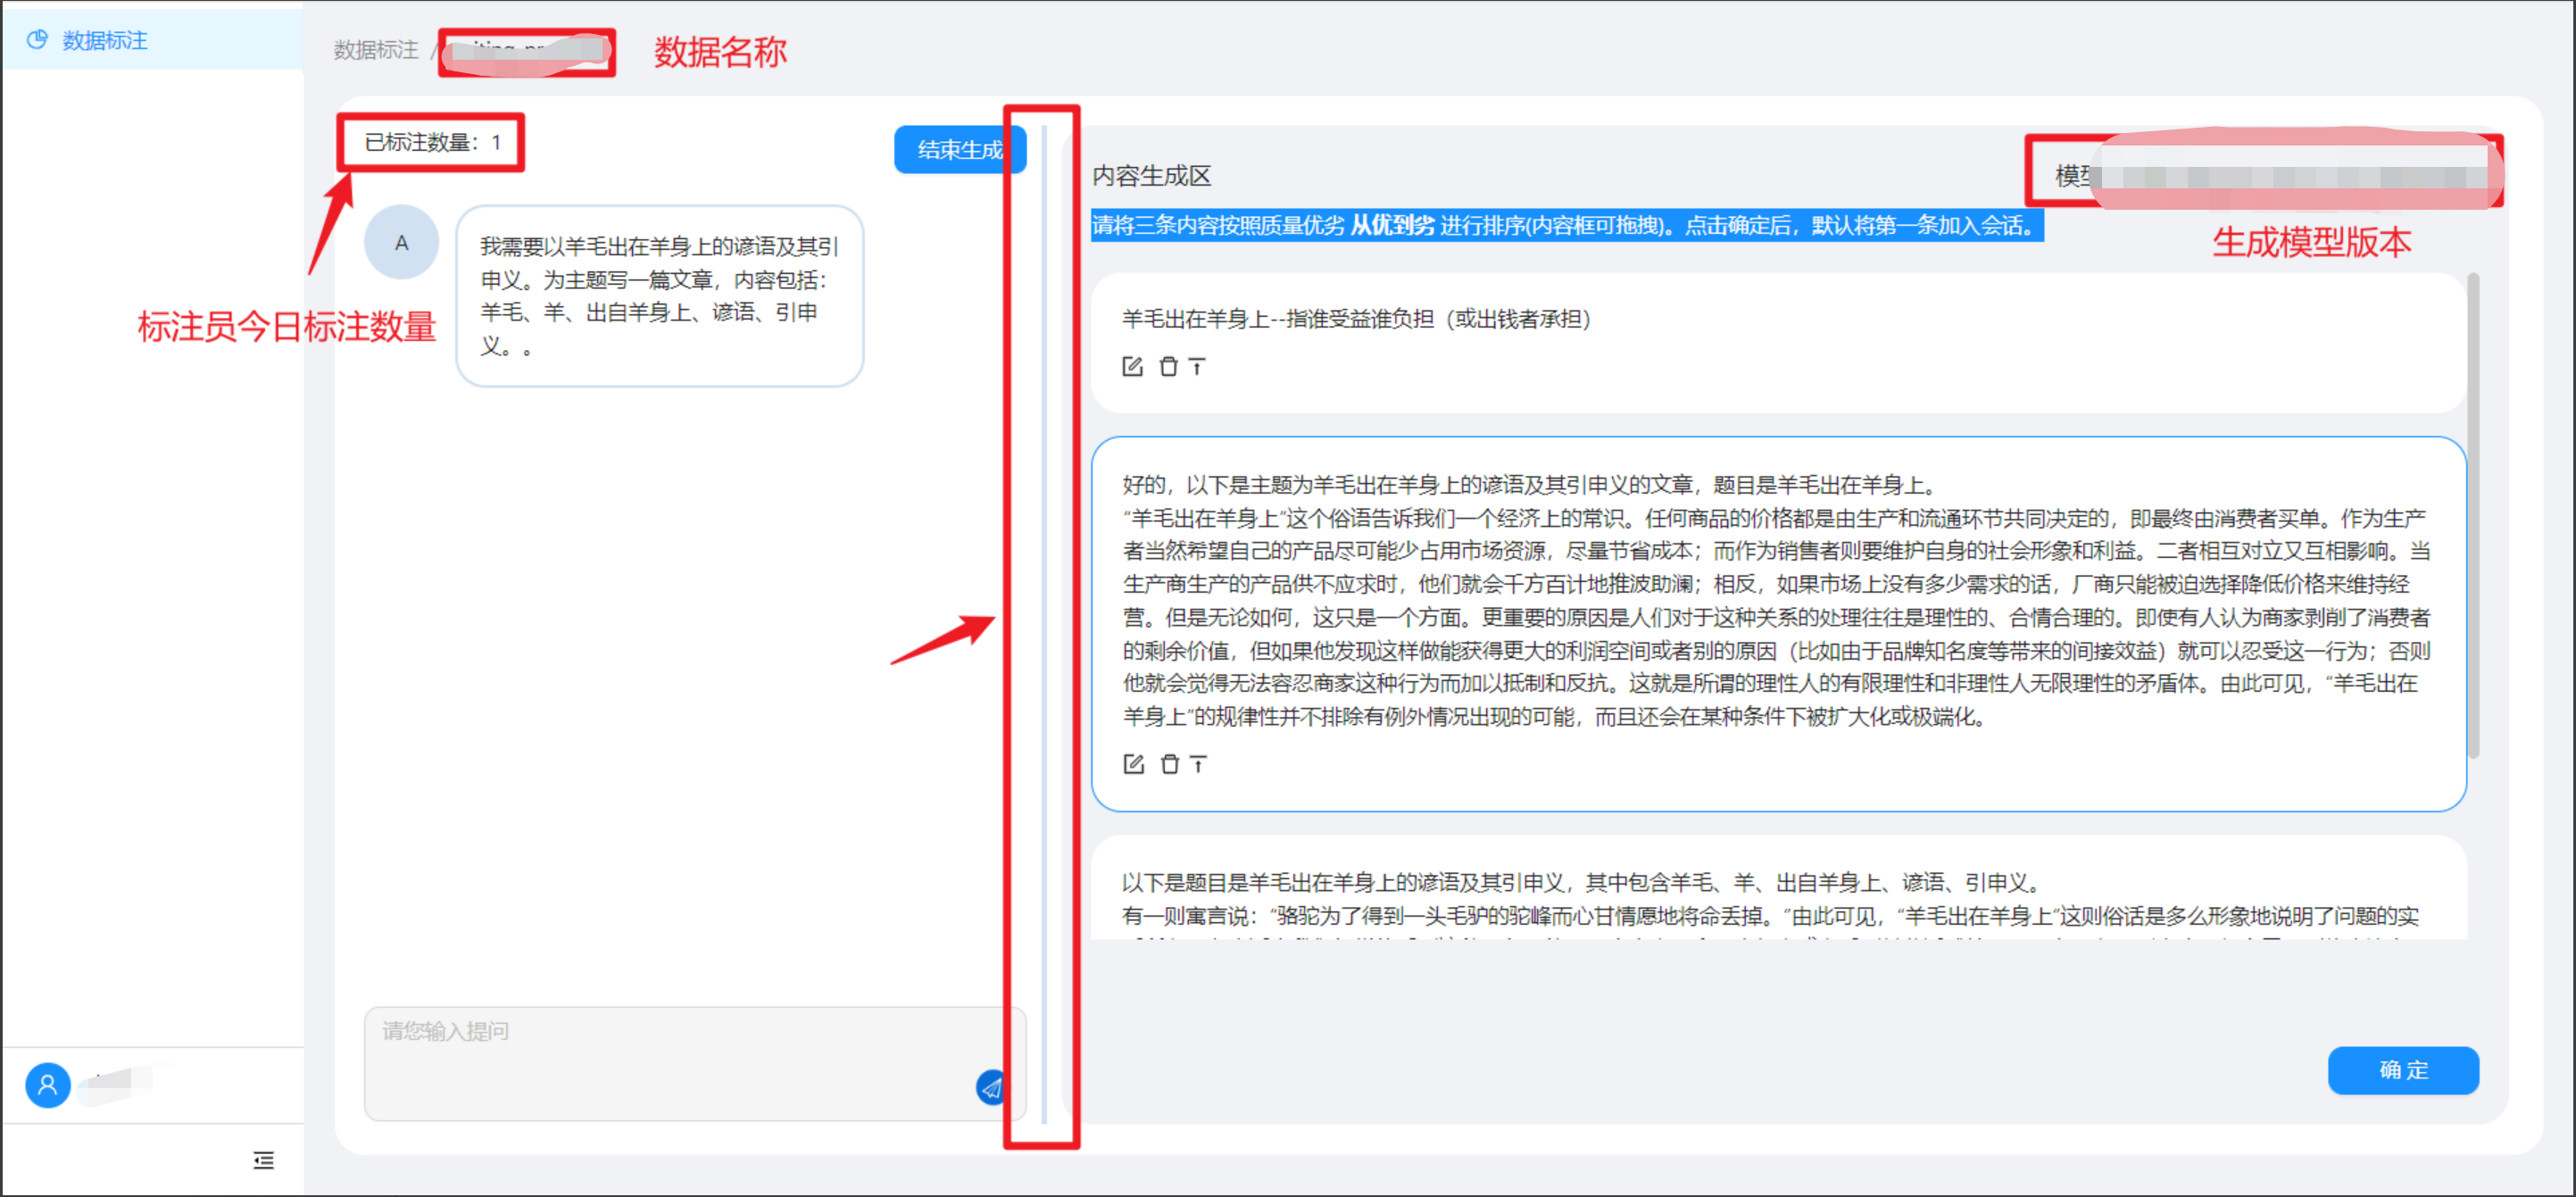 数据标注
数据标注 /
数据名称
已标注数量：1
结束生成
A
我需要以羊毛出在羊身上的谚语及其引
申义。为主题写一篇文章，内容包括：
羊毛、羊、出自羊身上、谚语、引申
义。。
标注员今日标注数量
请您输入提问
内容生成区
模型
生成模型版本
请将三条内容按照质量优劣 从优到劣 进行排序(内容框可拖拽)。点击确定后，默认将第一条加入会话。
羊毛出在羊身上--指谁受益谁负担（或出钱者承担）
好的，以下是主题为羊毛出在羊身上的谚语及其引申义的文章，题目是羊毛出在羊身上。
“羊毛出在羊身上”这个俗语告诉我们一个经济上的常识。任何商品的价格都是由生产和流通环节共同决定的，即最终由消费者买单。作为生产
者当然希望自己的产品尽可能少占用市场资源，尽量节省成本；而作为销售者则要维护自身的社会形象和利益。二者相互对立又互相影响。当
生产商生产的产品供不应求时，他们就会千方百计地推波助澜；相反，如果市场上没有多少需求的话，厂商只能被迫选择降低价格来维持经
营。但是无论如何，这只是一个方面。更重要的原因是人们对于这种关系的处理往往是理性的、合情合理的。即使有人认为商家剥削了消费者
的剩余价值，但如果他发现这样做能获得更大的利润空间或者别的原因（比如由于品牌知名度等带来的间接效益）就可以忍受这一行为；否则
他就会觉得无法容忍商家这种行为而加以抵制和反抗。这就是所谓的理性人的有限理性和非理性人无限理性的矛盾体。由此可见，“羊毛出在
羊身上”的规律性并不排除有例外情况出现的可能，而且还会在某种条件下被扩大化或极端化。
以下是题目是羊毛出在羊身上的谚语及其引申义，其中包含羊毛、羊、出自羊身上、谚语、引申义。
有一则寓言说：“骆驼为了得到一头毛驴的驼峰而心甘情愿地将命丢掉。”由此可见，“羊毛出在羊身上”这则俗话是多么形象地说明了问题的实
确 定